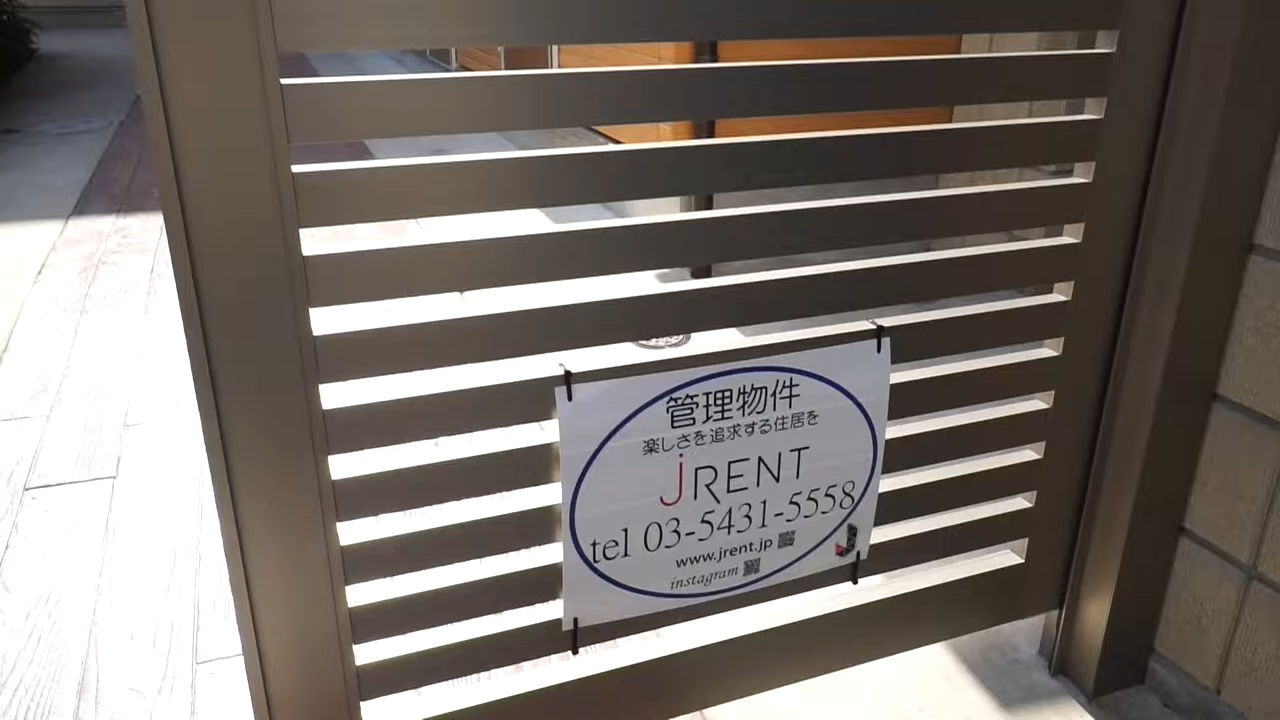 管理物件
楽しさを追求する住居を
jRENT
tel 03-5431-5558
www.jrent.jp
instagram